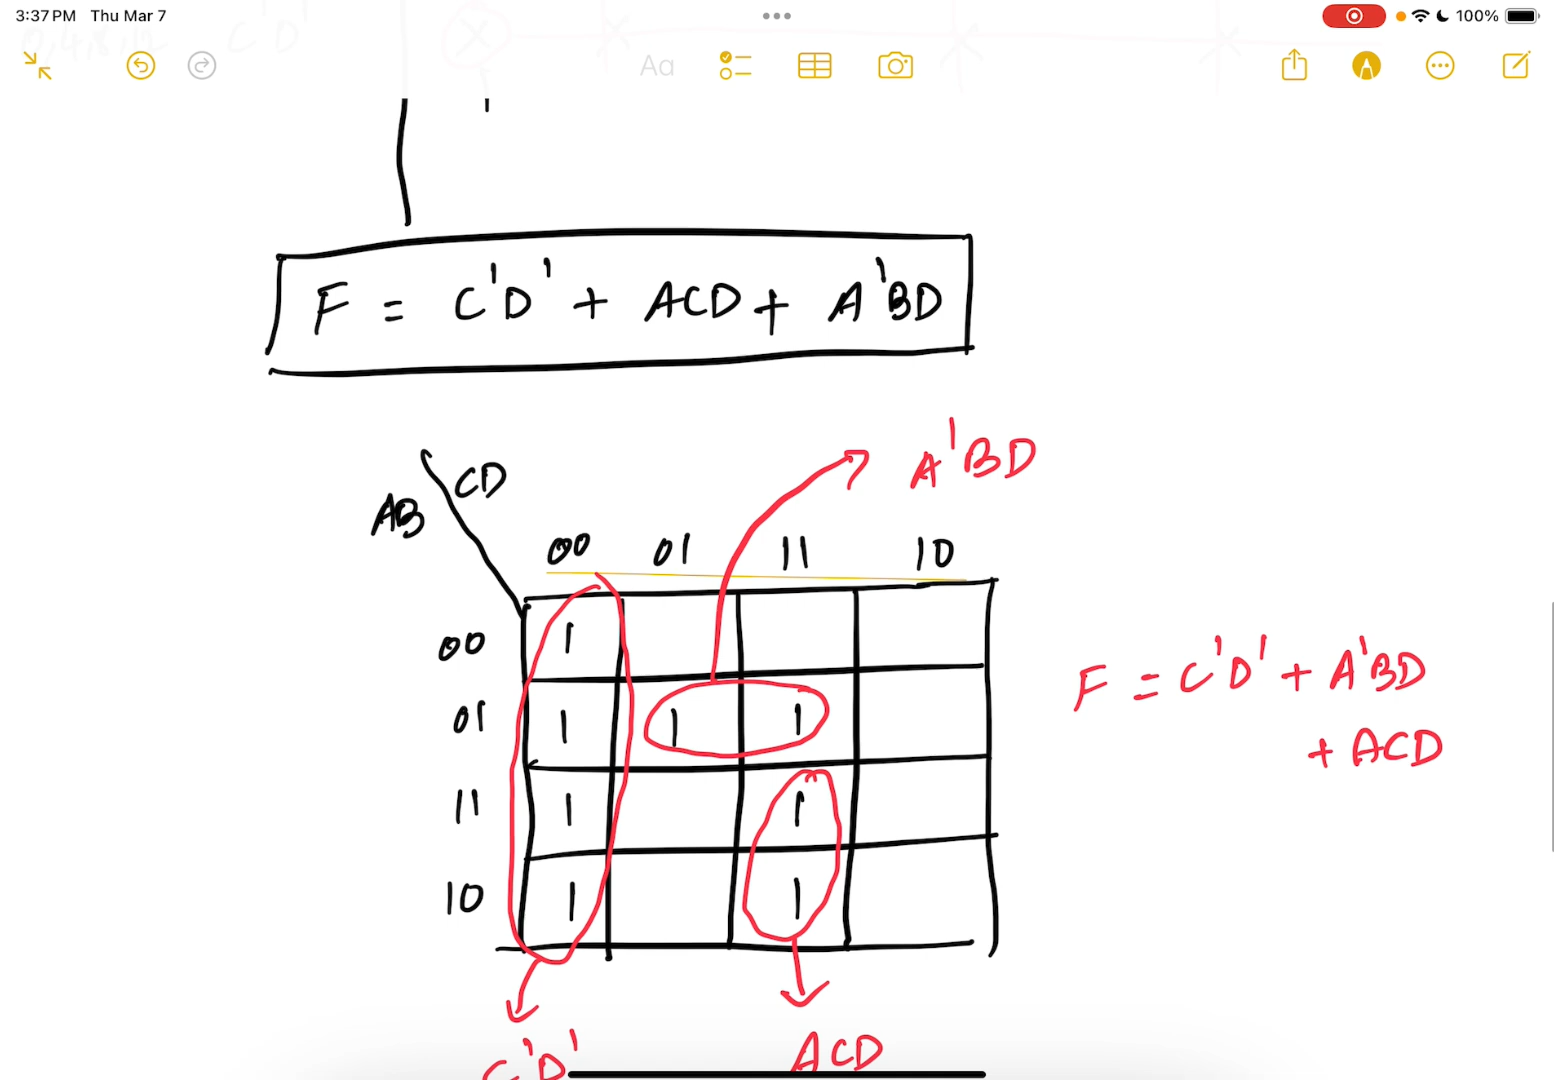 3:37 PM Thu Mar 7
100%
Aa
F = C'D' + ACD + A'BD
A'BD
CD
AB
00 01 11 10
00 1
01 1 1 1
F = C'D' + A'BD
+ ACD
11 1 1
10 1 1
C'D' ACD